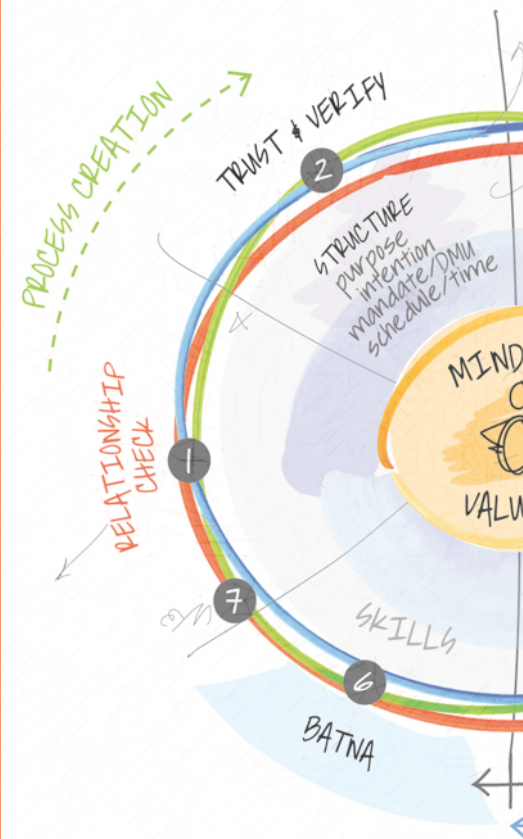 PROCESS CREATION
TRUST & VERIFY
2
STRUCTURE
purpose
intention
mandate/DMU
schedule/time
MIND
VALU
RELATIONSHIP
CHECK
1
7
SKILLS
6
BATNA